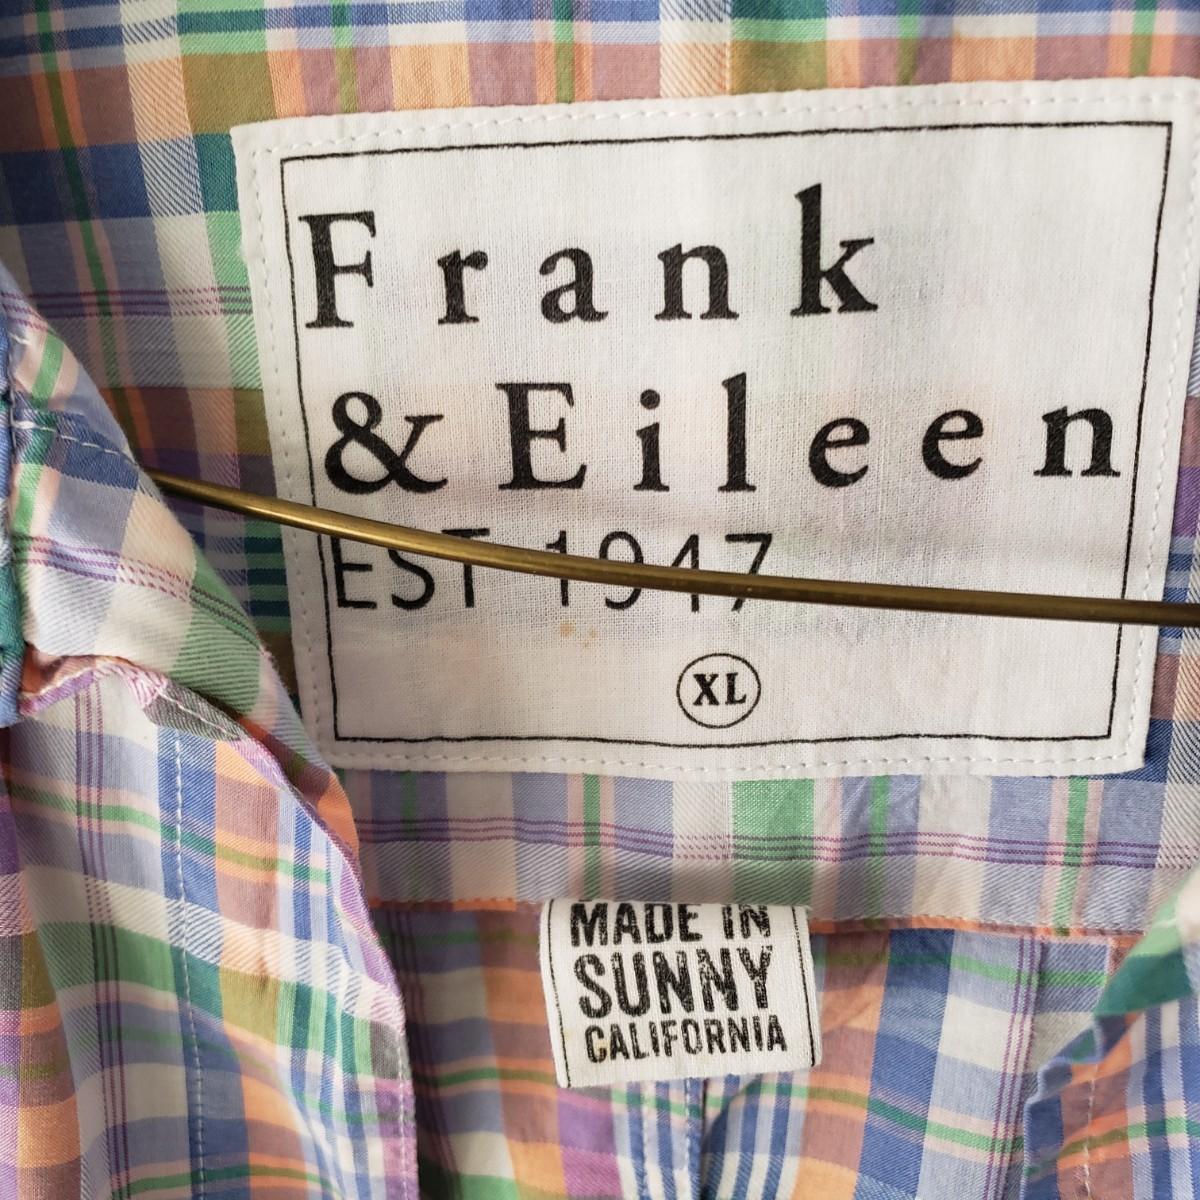 Frank
& Eileen
EST 1947
XL
MADE IN
SUNNY
CALIFORNIA